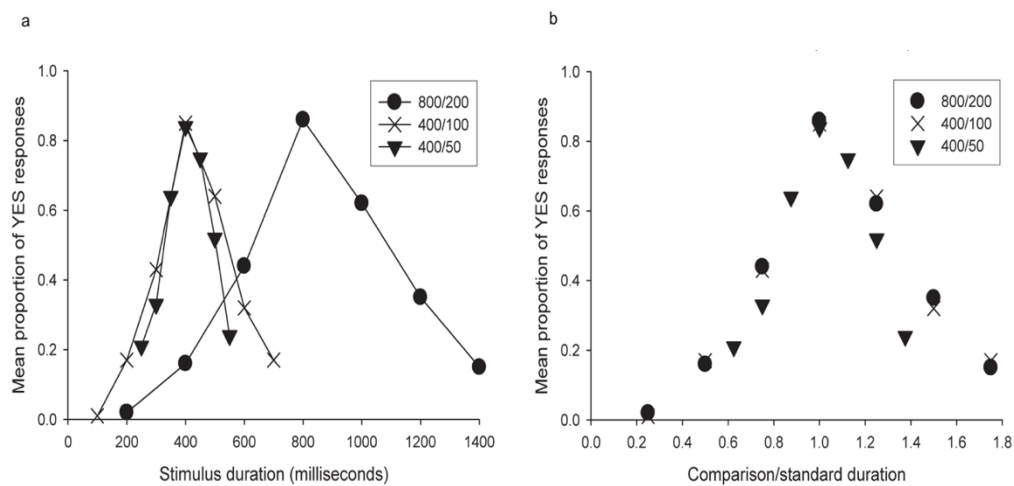 a
Mean proportion of YES responses
1.0
0.8
0.6
0.4
0.2
0.0
800/200
400/100
400/50
0 200 400 600 800 1000 1200 1400
Stimulus duration (milliseconds)
b
Mean proportion of YES responses
1.0
0.8
0.6
0.4
0.2
0.0
800/200
400/100
400/50
0.0 0.2 0.4 0.6 0.8 1.0 1.2 1.4 1.6 1.8
Comparison/standard duration